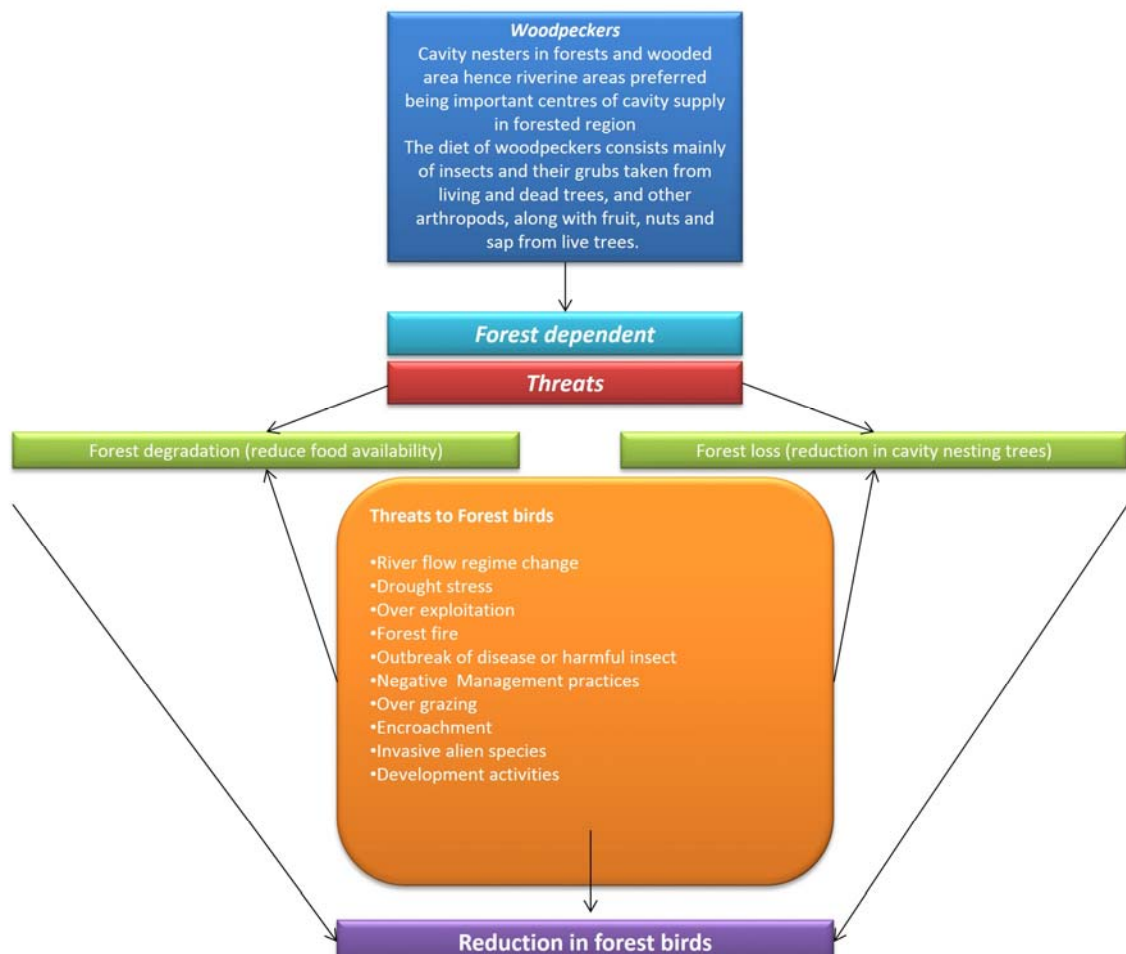 Woodpeckers
Cavity nesters in forests and wooded
area hence riverine areas preferred
being important centres of cavity supply
in forested region
The diet of woodpeckers consists mainly
of insects and their grubs taken from
living and dead trees, and other
arthropods, along with fruit, nuts and
sap from live trees.
Forest dependent
Threats
Forest degradation (reduce food availability)
Forest loss (reduction in cavity nesting trees)
Threats to Forest birds
•River flow regime change
•Drought stress
•Over exploitation
•Forest fire
•Outbreak of disease or harmful insect
•Negative  Management practices
•Over grazing
•Encroachment
•Invasive alien species
•Development activities
Reduction in forest birds